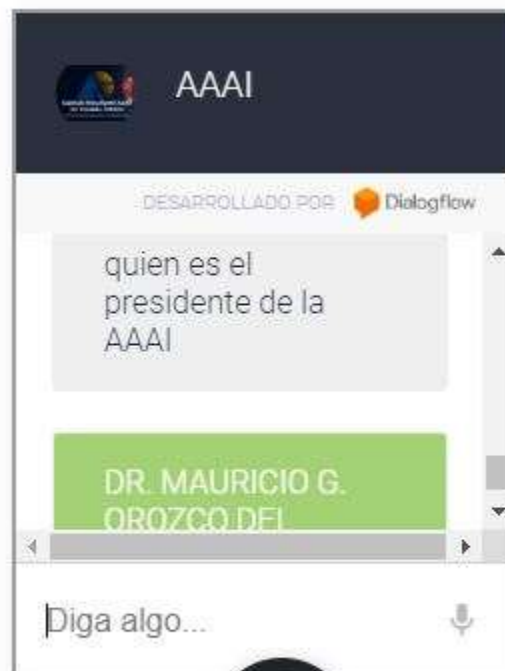 AAAI
DESARROLLADO POR Dialogflow
quien es el
presidente de la
AAAI
DR. MAURICIO G.
OROZCO DEL
Diga algo...